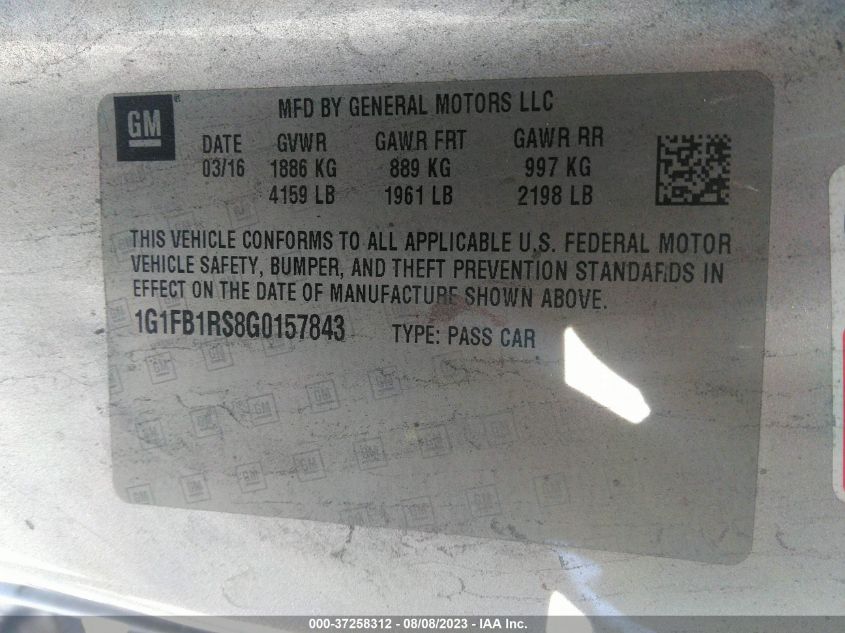 GM
MFD BY GENERAL MOTORS LLC
DATE GVWR GAWR FRT GAWR RR
03/16 1886 KG 889 KG 997 KG
4159 LB 1961 LB 2198 LB
THIS VEHICLE CONFORMS TO ALL APPLICABLE U.S. FEDERAL MOTOR
VEHICLE SAFETY, BUMPER, AND THEFT PREVENTION STANDARDS IN
EFFECT ON THE DATE OF MANUFACTURE SHOWN ABOVE.
1G1FB1RS8G0157843 TYPE: PASS CAR
000-37258312 - 08/08/2023 - IAA Inc.